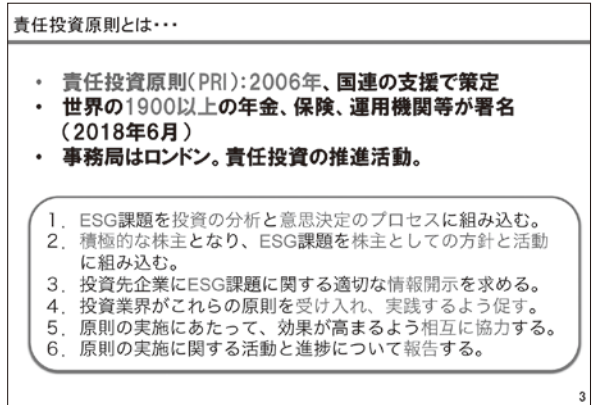 責任投資原則とは・・・
・ 責任投資原則(PRI):2006年、国連の支援で策定
・ 世界の1900以上の年金、保険、運用機関等が署名
（2018年6月）
・ 事務局はロンドン。責任投資の推進活動。
1．ESG課題を投資の分析と意思決定のプロセスに組み込む。
2．積極的な株主となり、ESG課題を株主としての方針と活動
に組み込む。
3．投資先企業にESG課題に関する適切な情報開示を求める。
4．投資業界がこれらの原則を受け入れ、実践するよう促す。
5．原則の実施にあたって、効果が高まるよう相互に協力する。
6．原則の実施に関する活動と進捗について報告する。
3